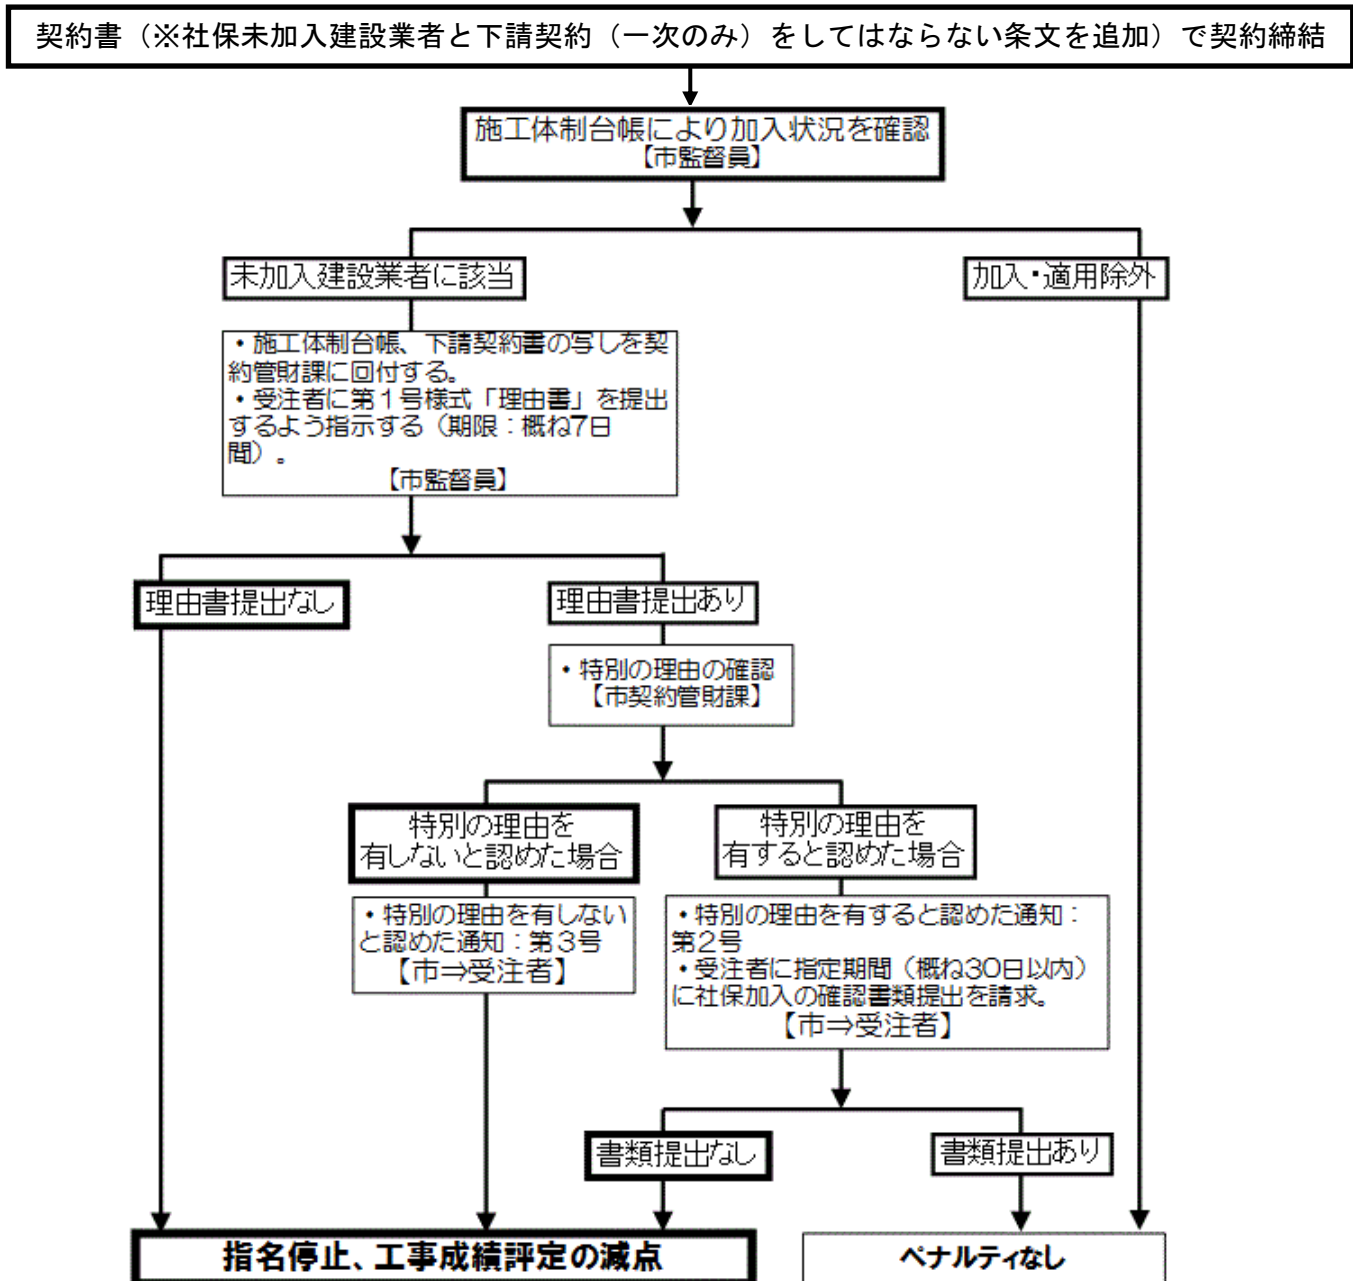 契約書（※社保未加入建設業者と下請契約（一次のみ）をしてはならない条文を追加）で契約締結
施工体制台帳により加入状況を確認
【市監督員】
未加入建設業者に該当
加入・適用除外
・施工体制台帳、下請契約書の写しを契
約管財課に回付する。
・受注者に第１号様式「理由書」を提出
するよう指示する（期限：概ね7日
間）。
【市監督員】
理由書提出なし
理由書提出あり
・特別の理由の確認
【市契約管財課】
特別の理由を
有しないと認めた場合
特別の理由を
有すると認めた場合
・特別の理由を有しない
と認めた通知：第３号
【市⇒受注者】
・特別の理由を有すると認めた通知：
第２号
・受注者に指定期間（概ね30日以内）
に社保加入の確認書類提出を請求。
【市⇒受注者】
書類提出なし
書類提出あり
指名停止、工事成績評定の減点
ペナルティなし